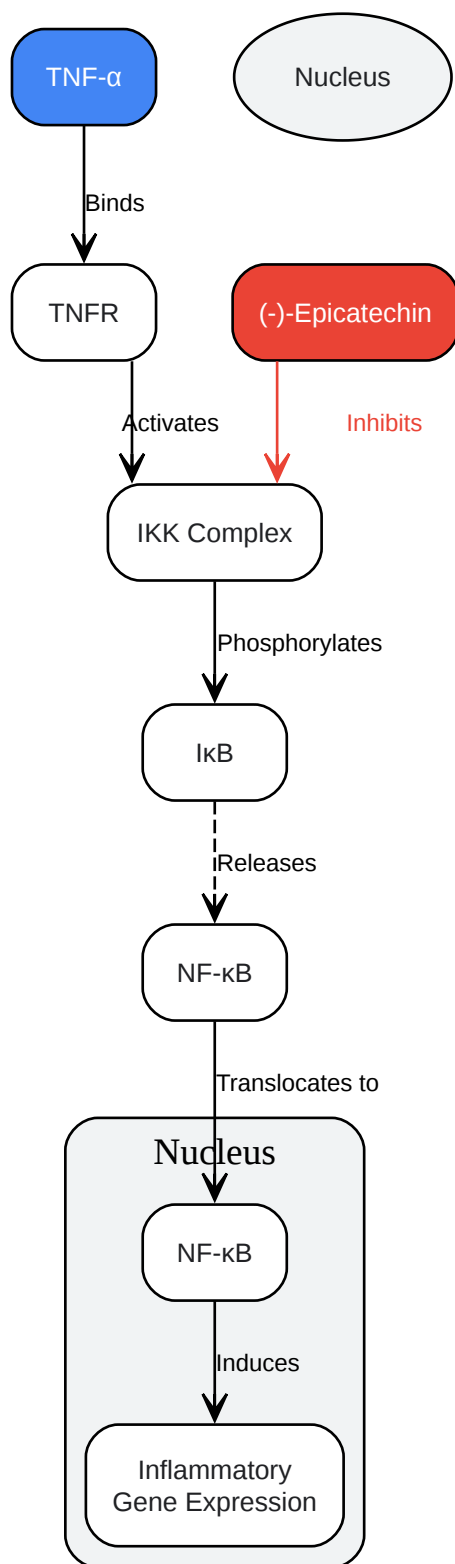 TNF-α
Nucleus
Binds
TNFR
(-)-Epicatechin
Activates
Inhibits
IKK Complex
Phosphorylates
IκB
Releases
NF-κB
Translocates to
Nucleus
NF-κB
Induces
Inflammatory
Gene Expression